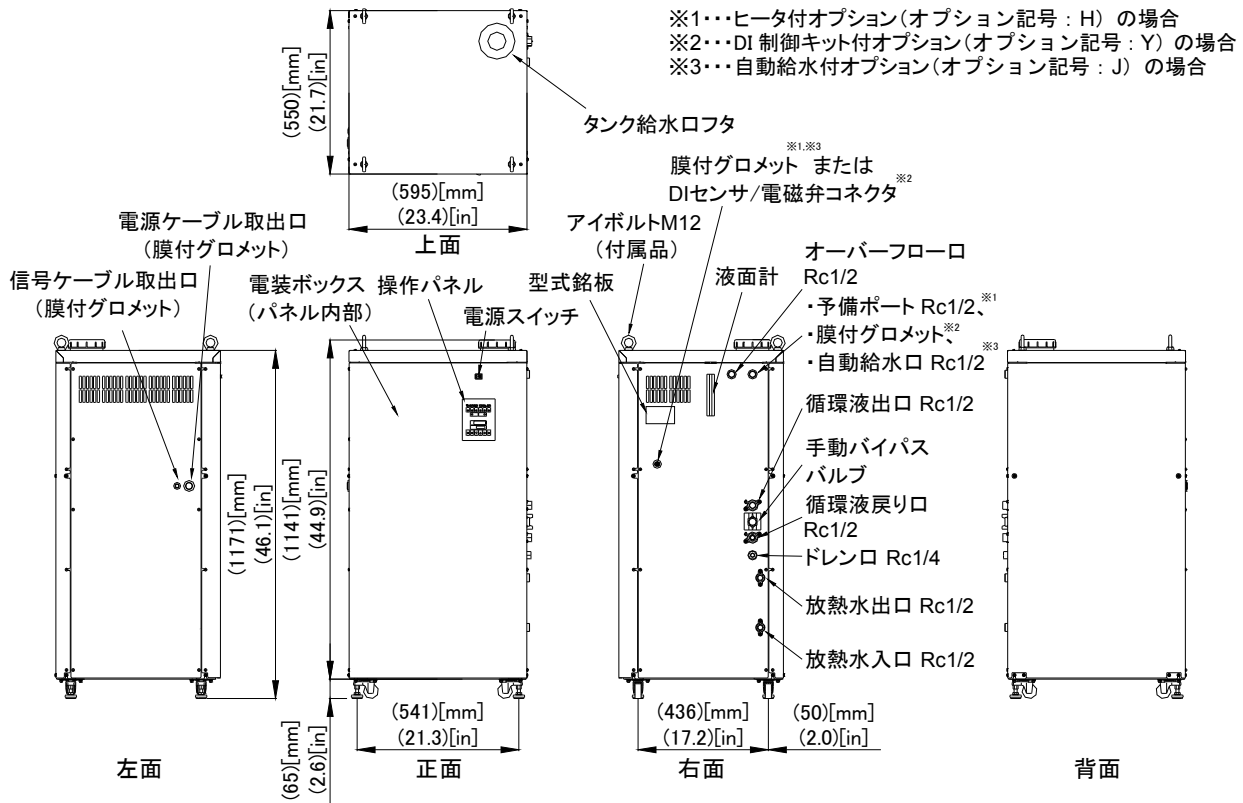 ※1･･･ヒータ付オプション(オプション記号：H) の場合
※2･･･DI 制御キット付オプション(オプション記号：Y) の場合
※3･･･自動給水付オプション(オプション記号：J) の場合
(550)[mm]
(21.7)[in]
タンク給水口フタ
(595)[mm]
(23.4)[in]
上面
膜付グロメット※1.※3 または
DIセンサ/電磁弁コネクタ※2
電源ケーブル取出口
(膜付グロメット)
信号ケーブル取出口
(膜付グロメット)
電装ボックス
(パネル内部)
操作パネル
電源スイッチ
型式銘板
アイボルトM12
(付属品)
液面計
オーバーフロー口
Rc1/2
・予備ポート Rc1/2、※1
・膜付グロメット、※2
・自動給水口 Rc1/2 ※3
循環液出口 Rc1/2
手動バイパス
バルブ
循環液戻り口
Rc1/2
ドレン口 Rc1/4
放熱水出口 Rc1/2
放熱水入口 Rc1/2
(1171)[mm]
(46.1)[in]
(1141)[mm]
(44.9)[in]
(65)[mm]
(2.6)[in]
(541)[mm]
(21.3)[in]
(436)[mm]
(17.2)[in]
(50)[mm]
(2.0)[in]
左面
正面
右面
背面